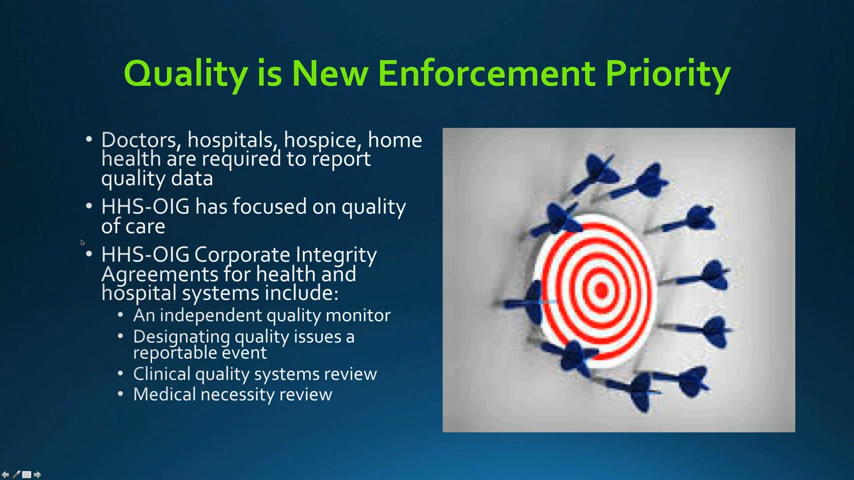 Quality is New Enforcement Priority
• Doctors, hospitals, hospice, home
health are required to report
quality data
• HHS-OIG has focused on quality
of care
• HHS-OIG Corporate Integrity
Agreements for health and
hospital systems include:
• An independent quality monitor
• Designating quality issues a
reportable event
• Clinical quality systems review
• Medical necessity review